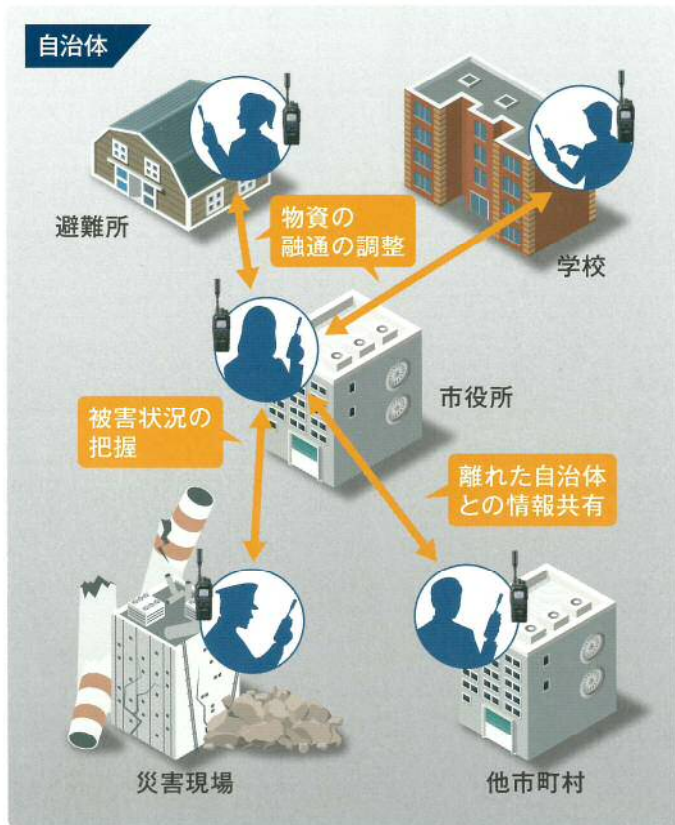 自治体
避難所
物資の
融通の調整
学校
市役所
被害状況の
把握
離れた自治体
との情報共有
災害現場
他市町村